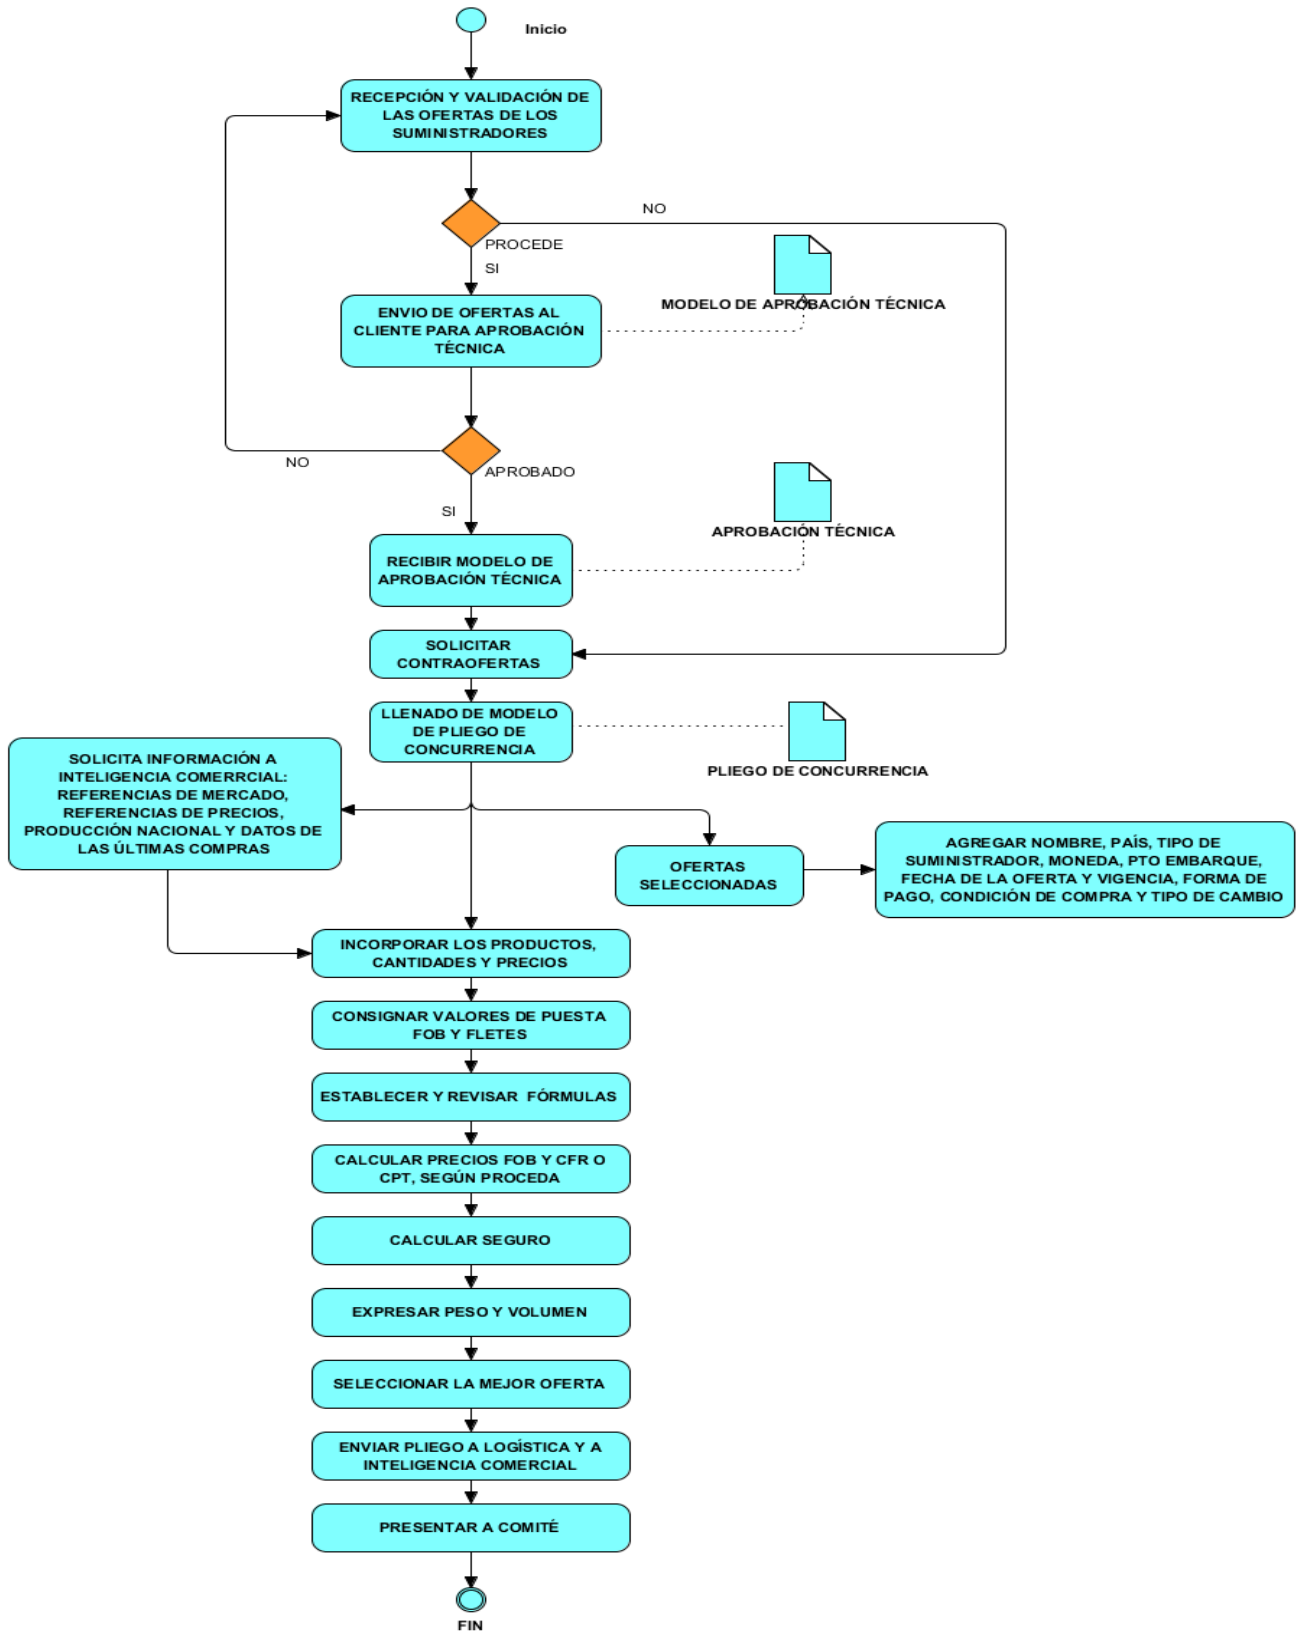 Inicio
RECEPCIÓN Y VALIDACIÓN DE
LAS OFERTAS DE LOS
SUMINISTRADORES
NO
PROCEDE
SI
MODELO DE APROBACIÓN TÉCNICA
ENVIO DE OFERTAS AL
CLIENTE PARA APROBACIÓN
TÉCNICA
NO
APROBADO
SI
APROBACIÓN TÉCNICA
RECIBIR MODELO DE
APROBACIÓN TÉCNICA
SOLICITAR
CONTRAOFERTAS
LLENADO DE MODELO
DE PLIEGO DE
CONCURRENCIA
PLIEGO DE CONCURRENCIA
SOLICITA INFORMACIÓN A
INTELIGENCIA COMERRCIAL:
REFERENCIAS DE MERCADO,
REFERENCIAS DE PRECIOS,
PRODUCCIÓN NACIONAL Y DATOS DE
LAS ÚLTIMAS COMPRAS
OFERTAS
SELECCIONADAS
AGREGAR NOMBRE, PAÍS, TIPO DE
SUMINISTRADOR, MONEDA, PTO EMBARQUE,
FECHA DE LA OFERTA Y VIGENCIA, FORMA DE
PAGO, CONDICIÓN DE COMPRA Y TIPO DE CAMBIO
INCORPORAR LOS PRODUCTOS,
CANTIDADES Y PRECIOS
CONSIGNAR VALORES DE PUESTA
FOB Y FLETES
ESTABLECER Y REVISAR FÓRMULAS
CALCULAR PRECIOS FOB Y CFR O
CPT, SEGÚN PROCEDA
CALCULAR SEGURO
EXPRESAR PESO Y VOLUMEN
SELECCIONAR LA MEJOR OFERTA
ENVIAR PLIEGO A LOGÍSTICA Y A
INTELIGENCIA COMERCIAL
PRESENTAR A COMITÉ
FIN